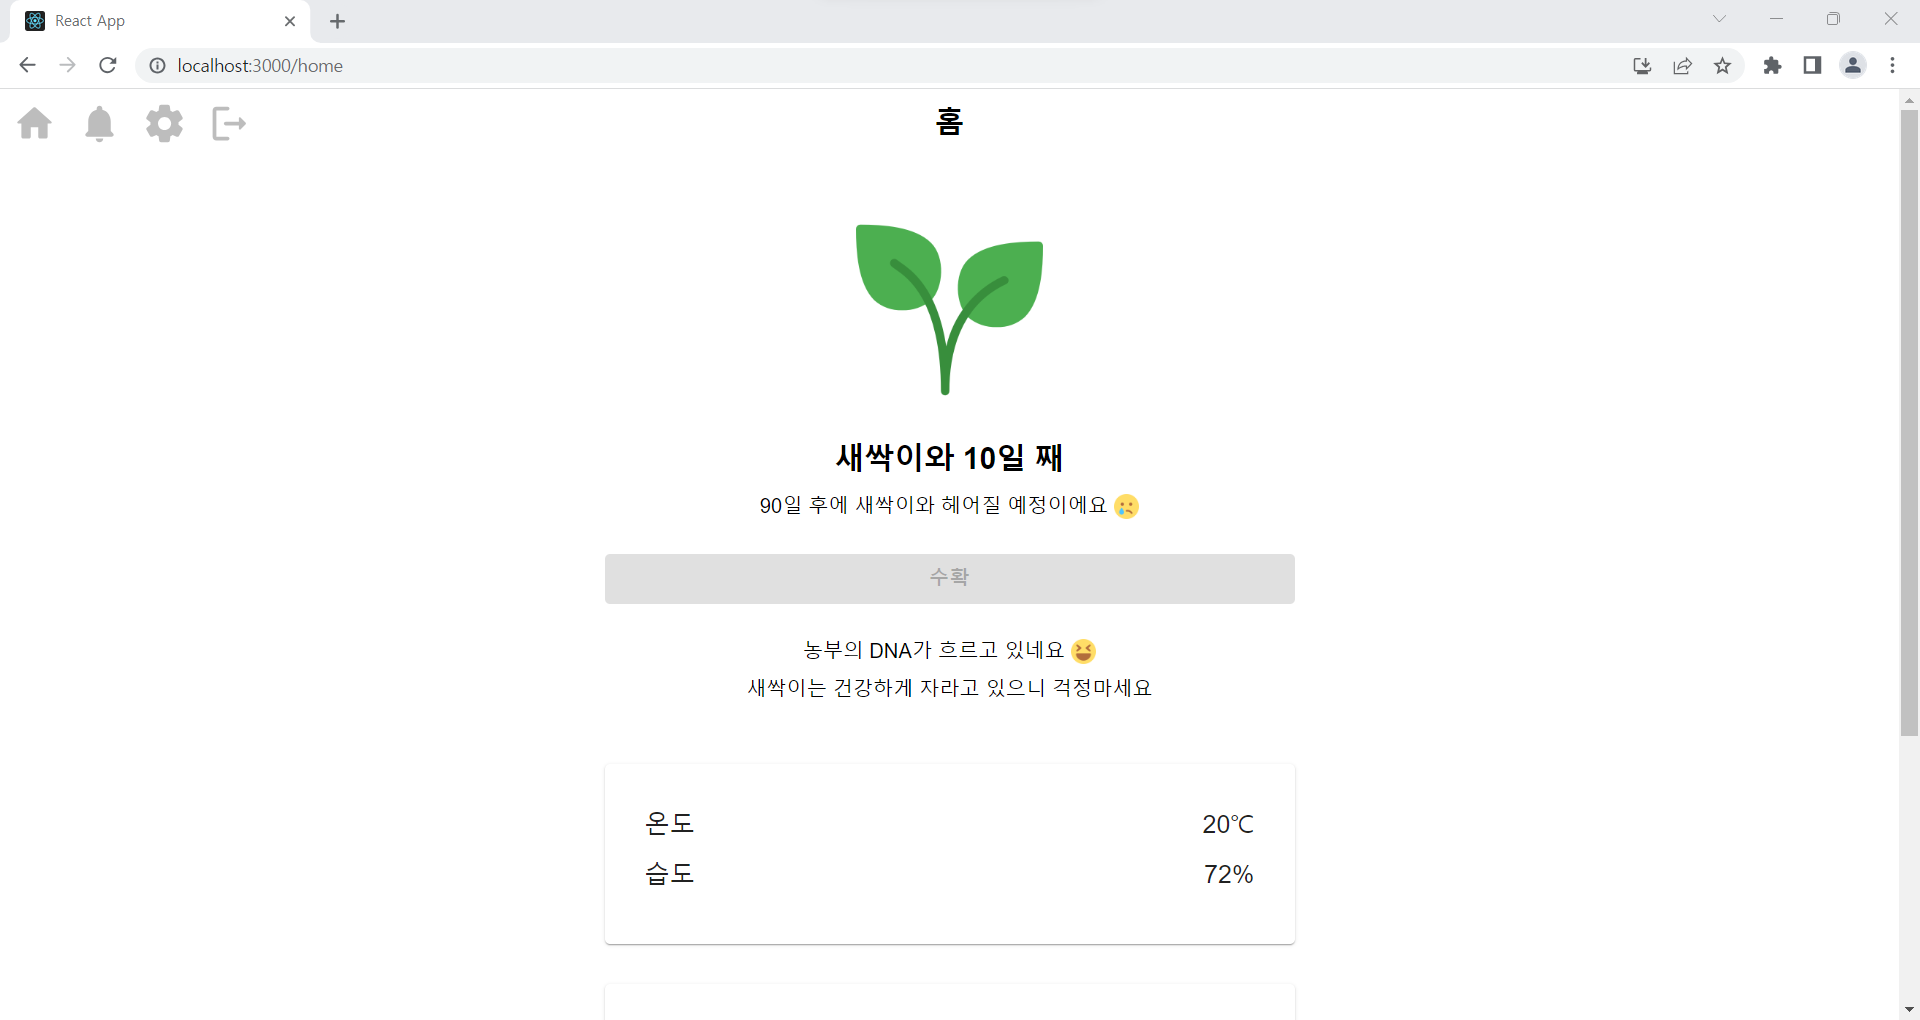 React App
localhost:3000/home
홈
새싹이와 10일 째
90일 후에 새싹이와 헤어질 예정이에요 😢
수확
농부의 DNA가 흐르고 있네요 😆
새싹이는 건강하게 자라고 있으니 걱정마세요
온도 20℃
습도 72%